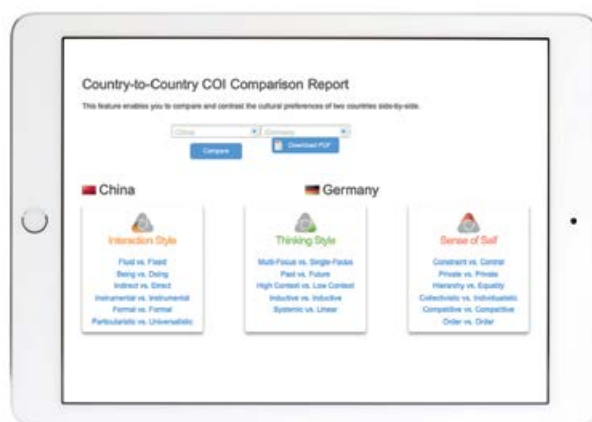 Country-to-Country COI Comparison Report
This feature enables you to compare and contrast the cultural preferences of two countries side-by-side.
China
Germany
Compare
Download PDF
China
Germany
Interaction Style
Fluid vs. Fixed
Being vs. Doing
Indirect vs. Direct
Instrumental vs. Instrumental
Formal vs. Formal
Particularistic vs. Universalistic
Thinking Style
Multi-Focus vs. Single-Focus
Past vs. Future
High Context vs. Low Context
Inductive vs. Inductive
Systemic vs. Linear
Sense of Self
Constraint vs. Control
Private vs. Private
Hierarchy vs. Equality
Collectivistic vs. Individualistic
Competitive vs. Competitive
Order vs. Order